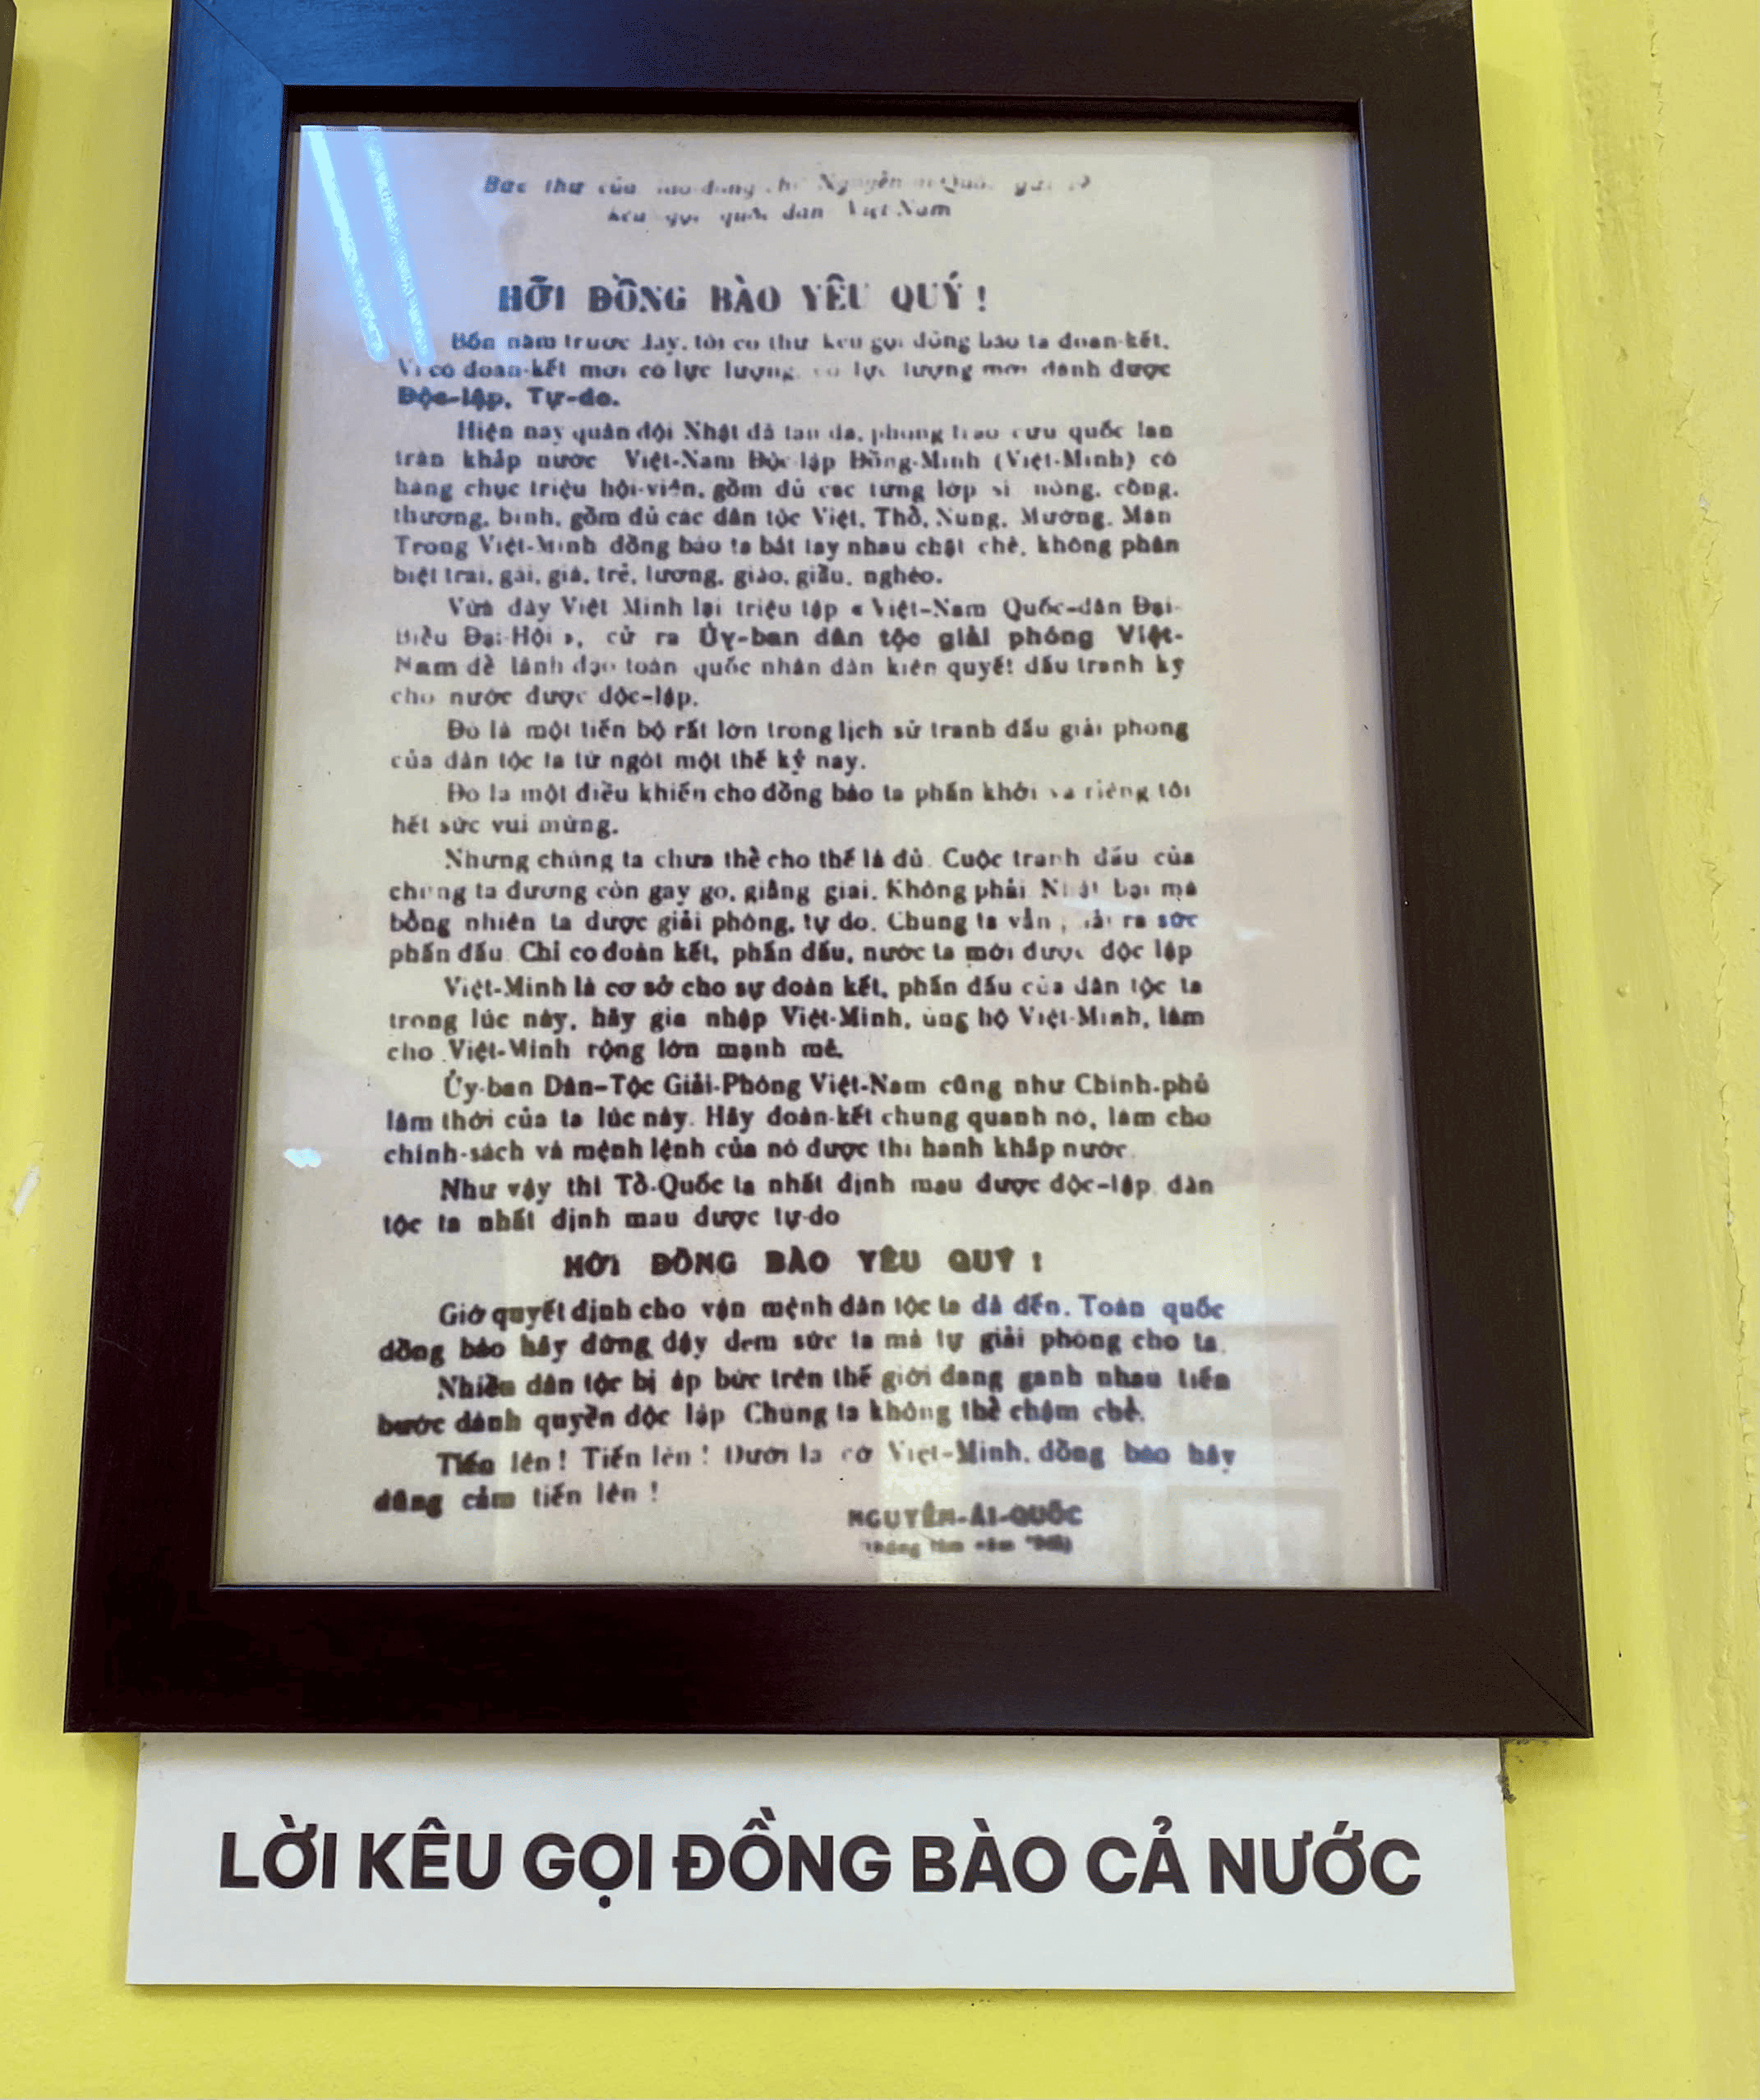 Bức thư của lao-động Nguyễn
quốc dân Việt Nam
HỠI ĐỒNG BÀO YÊU QUÝ !
Bốn năm trước đây, tôi có thư kêu gọi đồng bào ta đoàn-kết.
Vì có đoàn-kết mới có lực lượng, có lực lượng mới đánh được
Độc-lập, Tự-do.
Hiện nay quân đội Nhật đã tan dã, phong trào cứu quốc lan
tràn khắp nước Việt-Nam Độc-lập Đồng-Minh (Việt-Minh) có
hàng chục triệu hội-viên, gồm đủ các từng lớp sĩ nông, công,
thương, binh, gồm đủ các dân tộc Việt, Thổ, Nùng, Mường, Mán
Trong Việt-Minh đồng bào ta bắt tay nhau chặt chẽ, không phân
biệt trai, gái, già, trẻ, lương, giáo, giầu, nghèo.
Vừa đây Việt Minh lại triệu tập « Việt-Nam Quốc-dân Đại-
Biểu Đại-Hội », cử ra Ủy-ban dân tộc giải phóng Việt-
Nam để lãnh đạo toàn quốc nhân dân kiên quyết đấu tranh kỳ
cho nước được độc-lập.
Đó là một tiến bộ rất lớn trong lịch sử tranh đấu giải phóng
của dân tộc ta từ ngót một thế kỷ nay.
Đó là một điều khiến cho đồng bào ta phấn khởi và riêng tôi
hết sức vui mừng.
Nhưng chúng ta chưa thể cho thế là đủ. Cuộc tranh đấu của
chúng ta đương còn gay go, giằng giai. Không phải Nhật bại mà
bỗng nhiên ta được giải phóng, tự do. Chúng ta vẫn phải ra sức
phấn đấu. Chỉ có đoàn kết, phấn đấu, nước ta mới được độc lập
Việt-Minh là cơ sở cho sự đoàn kết, phấn đấu của dân tộc ta
trong lúc này, hãy gia nhập Việt-Minh, ủng hộ Việt-Minh, làm
cho Việt-Minh rộng lớn mạnh mẽ.
Ủy-ban Dân-Tộc Giải-Phóng Việt-Nam cũng như Chính-phủ
lâm thời của ta lúc này. Hãy đoàn-kết chung quanh nó, làm cho
chính-sách và mệnh lệnh của nó được thi hành khắp nước.
Như vậy thì Tổ-Quốc ta nhất định mau được độc-lập, dân
tộc ta nhất định mau được tự-do
HỠI ĐỒNG BÀO YÊU QUÝ !
Giờ quyết định cho vận mệnh dân tộc ta đã đến. Toàn quốc
đồng bào hãy đứng dậy đem sức ta mà tự giải phóng cho ta.
Nhiều dân tộc bị áp bức trên thế giới đang ganh nhau tiến
bước đánh quyền độc lập Chúng ta không thể chậm chễ.
Tiến lên ! Tiến lên ! Dưới lá cờ Việt-Minh, đồng bào hãy
dũng cảm tiến lên !
NGUYỄN-ÁI-QUỐC
LỜI KÊU GỌI ĐỒNG BÀO CẢ NƯỚC